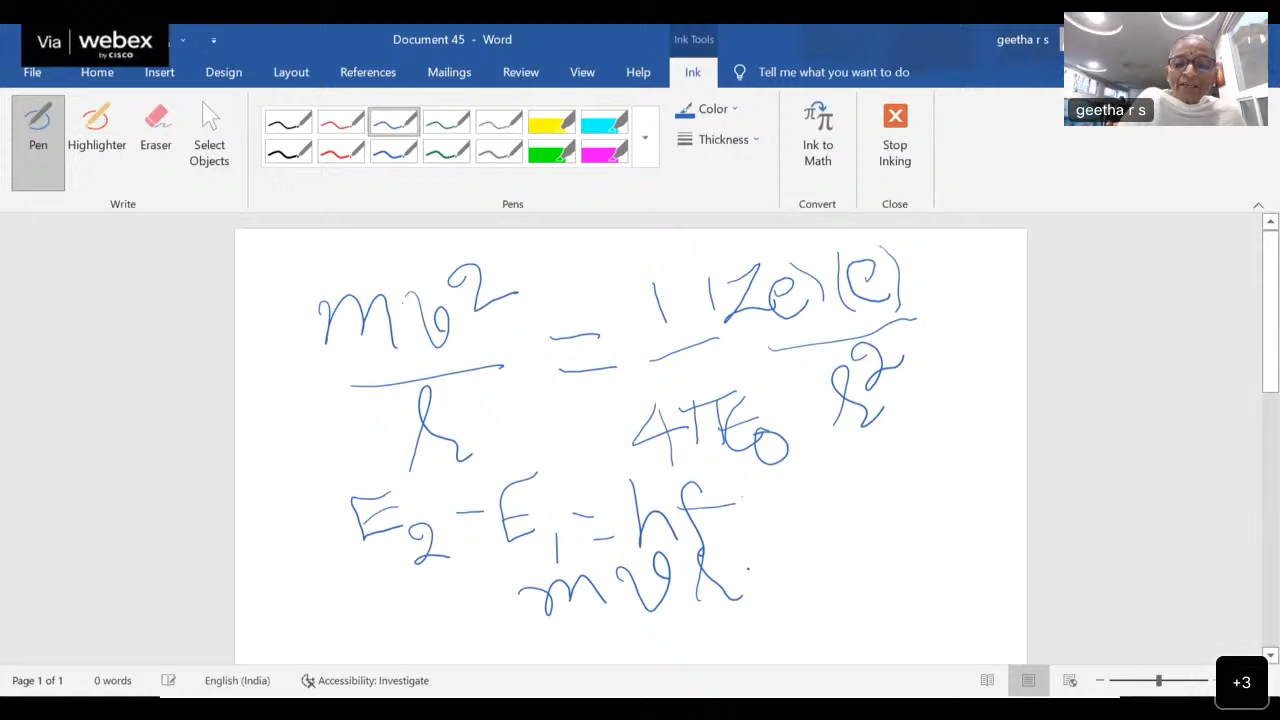 Via webex
by CISCO
Document 45 - Word
Ink Tools
geetha r s
File Home Insert Design Layout References Mailings Review View Help Ink Tell me what you want to do
Pen Highlighter Eraser Select Objects
Color
Thickness
Ink to Math
Stop Inking
Write Pens Convert Close
geetha r s
mv²/r = 1/4πε₀ (Ze)(e)/r²
E₂ - E₁ = hf
mvr
Page 1 of 1 0 words English (India) Accessibility: Investigate
+3